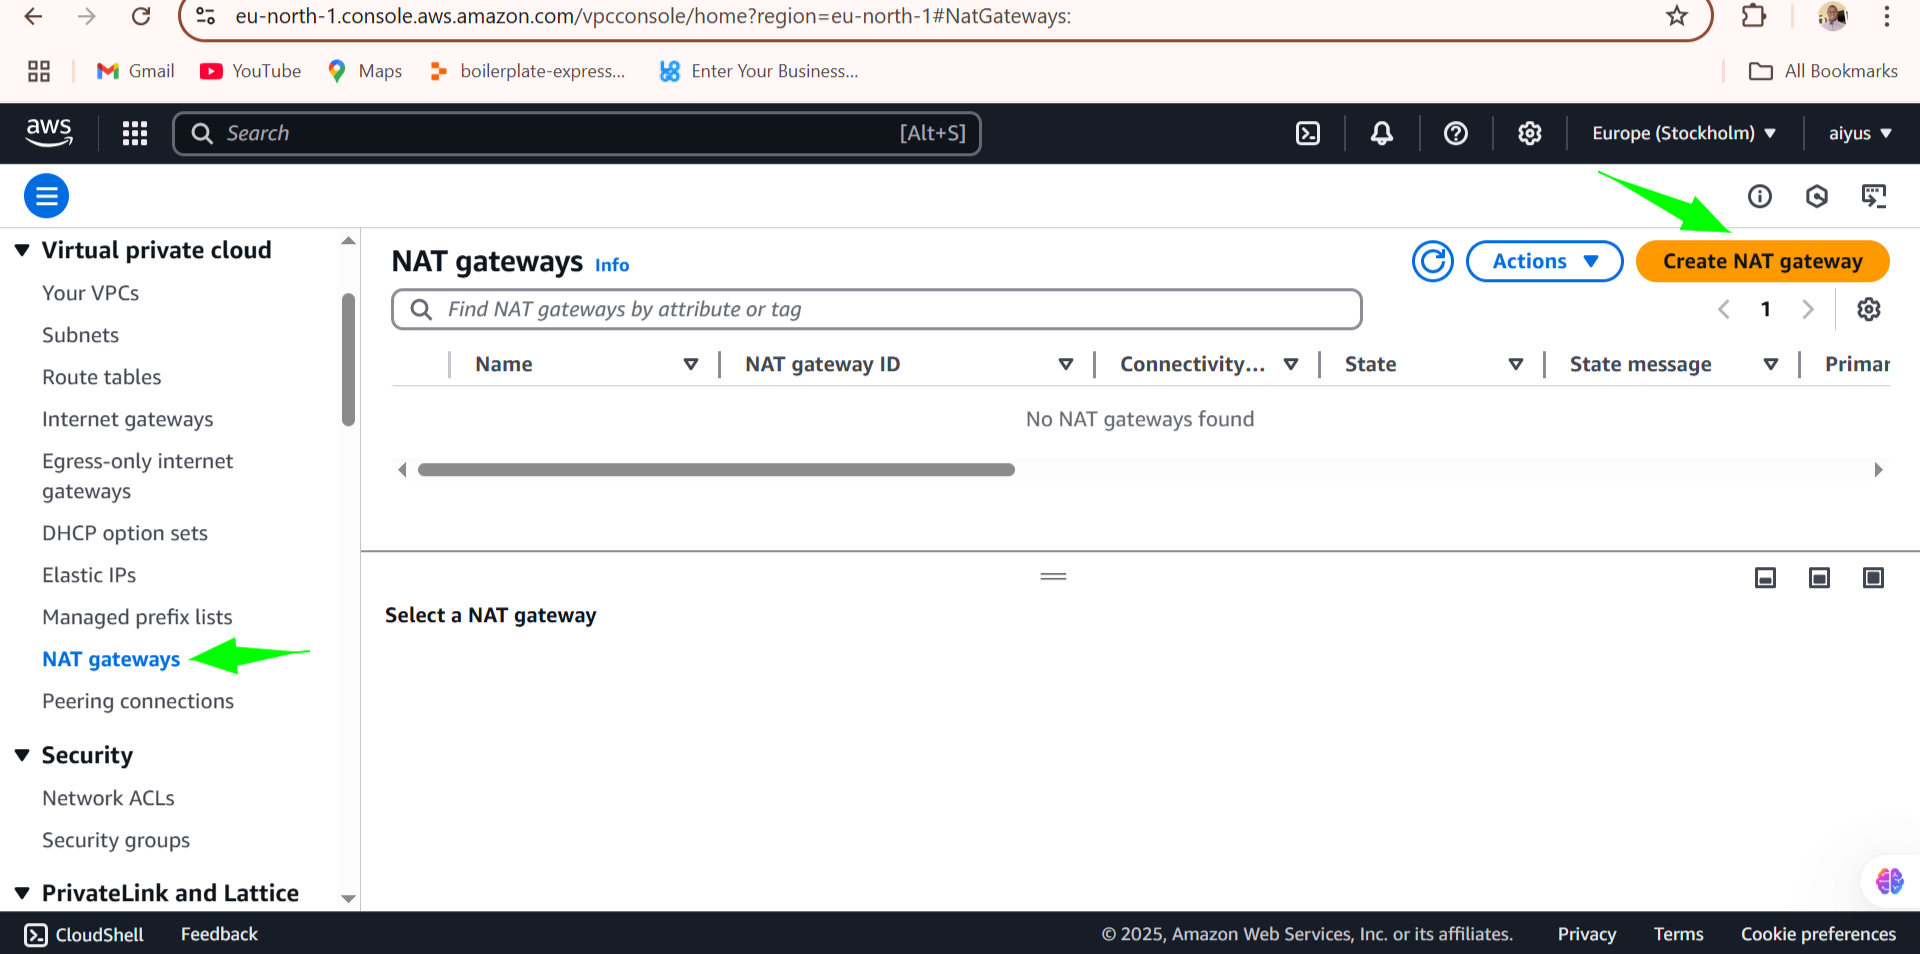 eu-north-1.console.aws.amazon.com/vpcconsole/home?region=eu-north-1#NatGateways:
Gmail
YouTube
Maps
boilerplate-express...
Enter Your Business...
All Bookmarks
aws
Search
[Alt+S]
Europe (Stockholm)
aiyus
Virtual private cloud
Your VPCs
Subnets
Route tables
Internet gateways
Egress-only internet
gateways
DHCP option sets
Elastic IPs
Managed prefix lists
NAT gateways
Peering connections
Security
Network ACLs
Security groups
PrivateLink and Lattice
NAT gateways Info
Actions
Create NAT gateway
Find NAT gateways by attribute or tag
1
Name
NAT gateway ID
Connectivity...
State
State message
Primar
No NAT gateways found
Select a NAT gateway
CloudShell
Feedback
© 2025, Amazon Web Services, Inc. or its affiliates.
Privacy
Terms
Cookie preferences